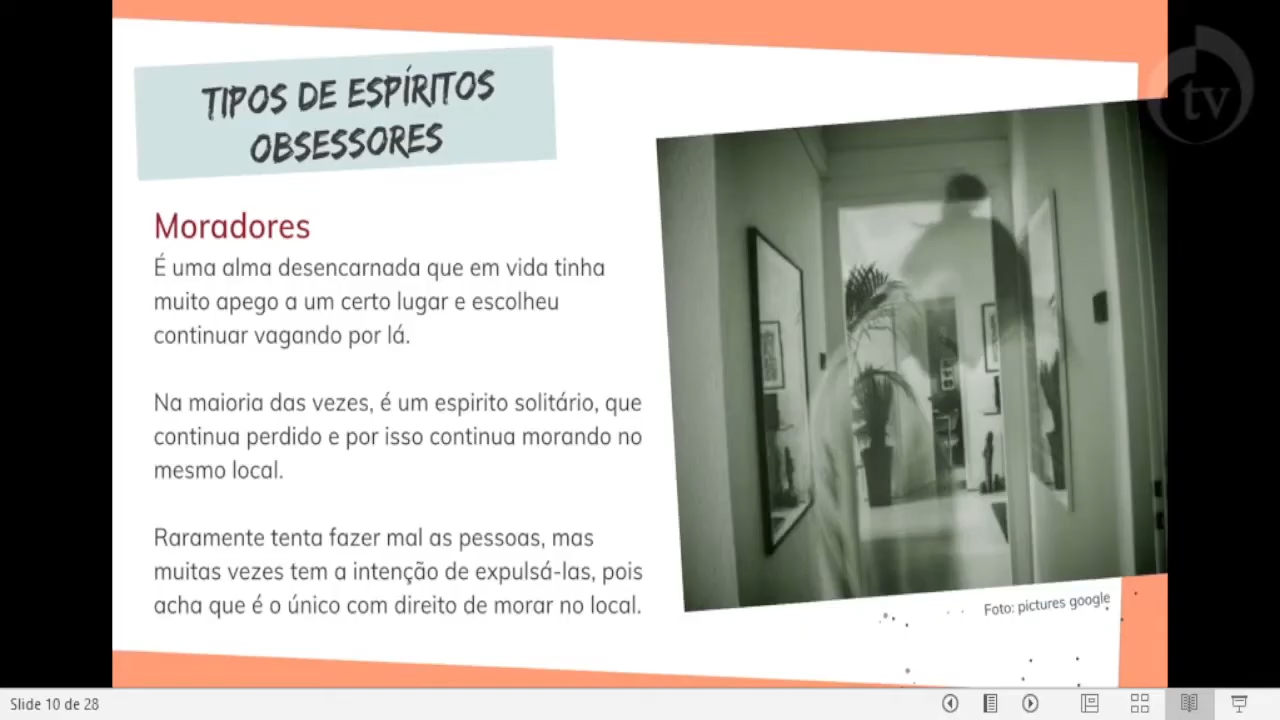 tv
TIPOS DE ESPÍRITOS
OBSESSORES
Moradores
É uma alma desencarnada que em vida tinha
muito apego a um certo lugar e escolheu
continuar vagando por lá.
Na maioria das vezes, é um espirito solitário, que
continua perdido e por isso continua morando no
mesmo local.
Raramente tenta fazer mal as pessoas, mas
muitas vezes tem a intenção de expulsá-las, pois
acha que é o único com direito de morar no local.
Foto: pictures google
Slide 10 de 28